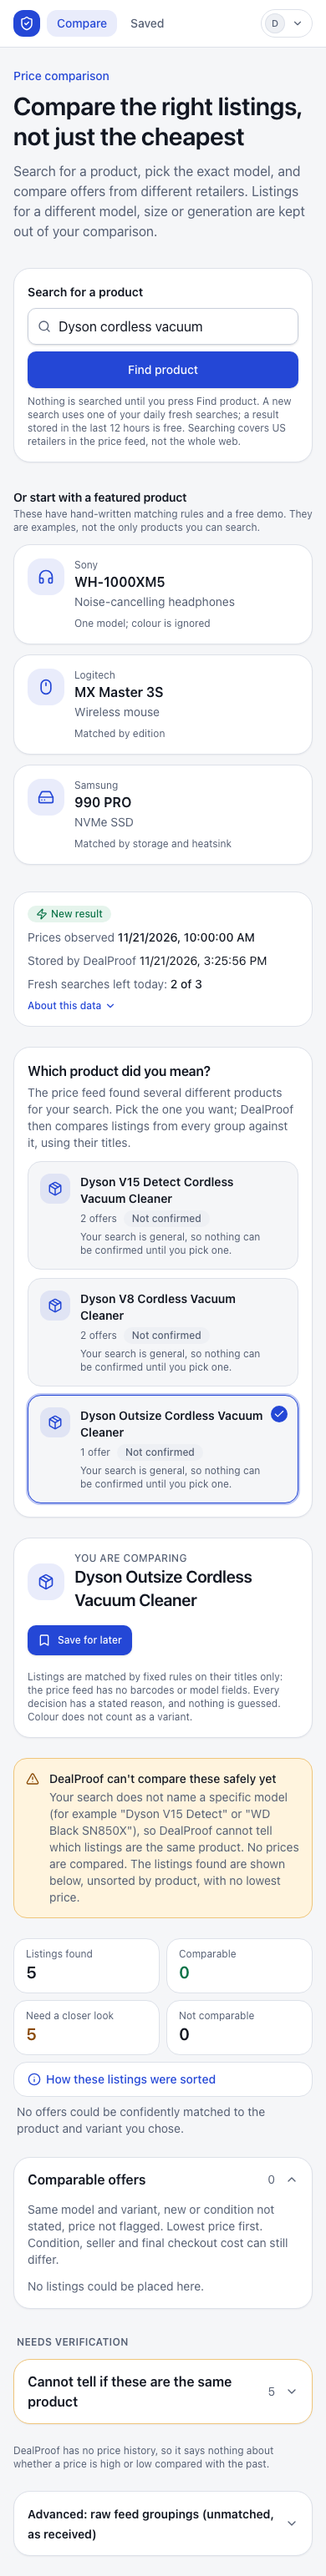 Compare
Saved
D
Price comparison
Compare the right listings,
not just the cheapest
Search for a product, pick the exact model, and
compare offers from different retailers. Listings
for a different model, size or generation are kept
out of your comparison.
Search for a product
Dyson cordless vacuum
Find product
Nothing is searched until you press Find product. A new
search uses one of your daily fresh searches; a result
stored in the last 12 hours is free. Searching covers US
retailers in the price feed, not the whole web.
Or start with a featured product
These have hand-written matching rules and a free demo. They
are examples, not the only products you can search.
Sony
WH-1000XM5
Noise-cancelling headphones
One model; colour is ignored
Logitech
MX Master 3S
Wireless mouse
Matched by edition
Samsung
990 PRO
NVMe SSD
Matched by storage and heatsink
New result
Prices observed 11/21/2026, 10:00:00 AM
Stored by DealProof 11/21/2026, 3:25:56 PM
Fresh searches left today: 2 of 3
About this data
Which product did you mean?
The price feed found several different products
for your search. Pick the one you want; DealProof
then compares listings from every group against
it, using their titles.
Dyson V15 Detect Cordless
Vacuum Cleaner
2 offers Not confirmed
Your search is general, so nothing can
be confirmed until you pick one.
Dyson V8 Cordless Vacuum
Cleaner
2 offers Not confirmed
Your search is general, so nothing can
be confirmed until you pick one.
Dyson Outsize Cordless Vacuum
Cleaner
1 offer Not confirmed
Your search is general, so nothing can
be confirmed until you pick one.
YOU ARE COMPARING
Dyson Outsize Cordless
Vacuum Cleaner
Save for later
Listings are matched by fixed rules on their titles only:
the price feed has no barcodes or model fields. Every
decision has a stated reason, and nothing is guessed.
Colour does not count as a variant.
DealProof can't compare these safely yet
Your search does not name a specific model
(for example "Dyson V15 Detect" or "WD
Black SN850X"), so DealProof cannot tell
which listings are the same product. No prices
are compared. The listings found are shown
below, unsorted by product, with no lowest
price.
Listings found
5
Comparable
0
Need a closer look
5
Not comparable
0
How these listings were sorted
No offers could be confidently matched to the
product and variant you chose.
Comparable offers 0
Same model and variant, new or condition not
stated, price not flagged. Lowest price first.
Condition, seller and final checkout cost can still
differ.
No listings could be placed here.
NEEDS VERIFICATION
Cannot tell if these are the same
product
5
DealProof has no price history, so it says nothing about
whether a price is high or low compared with the past.
Advanced: raw feed groupings (unmatched,
as received)